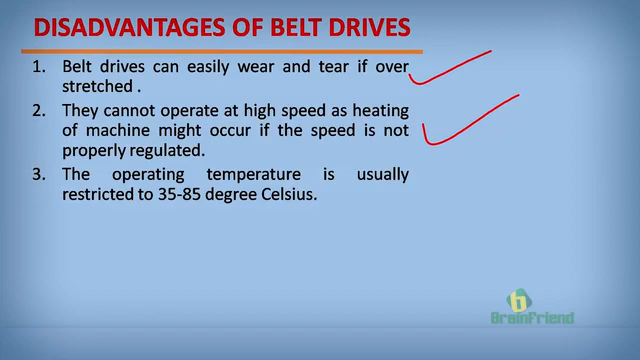 DISADVANTAGES OF BELT DRIVES
1. Belt drives can easily wear and tear if over
stretched .
2. They cannot operate at high speed as heating
of machine might occur if the speed is not
properly regulated.
3. The operating temperature is usually
restricted to 35-85 degree Celsius.
b
BrainFriend